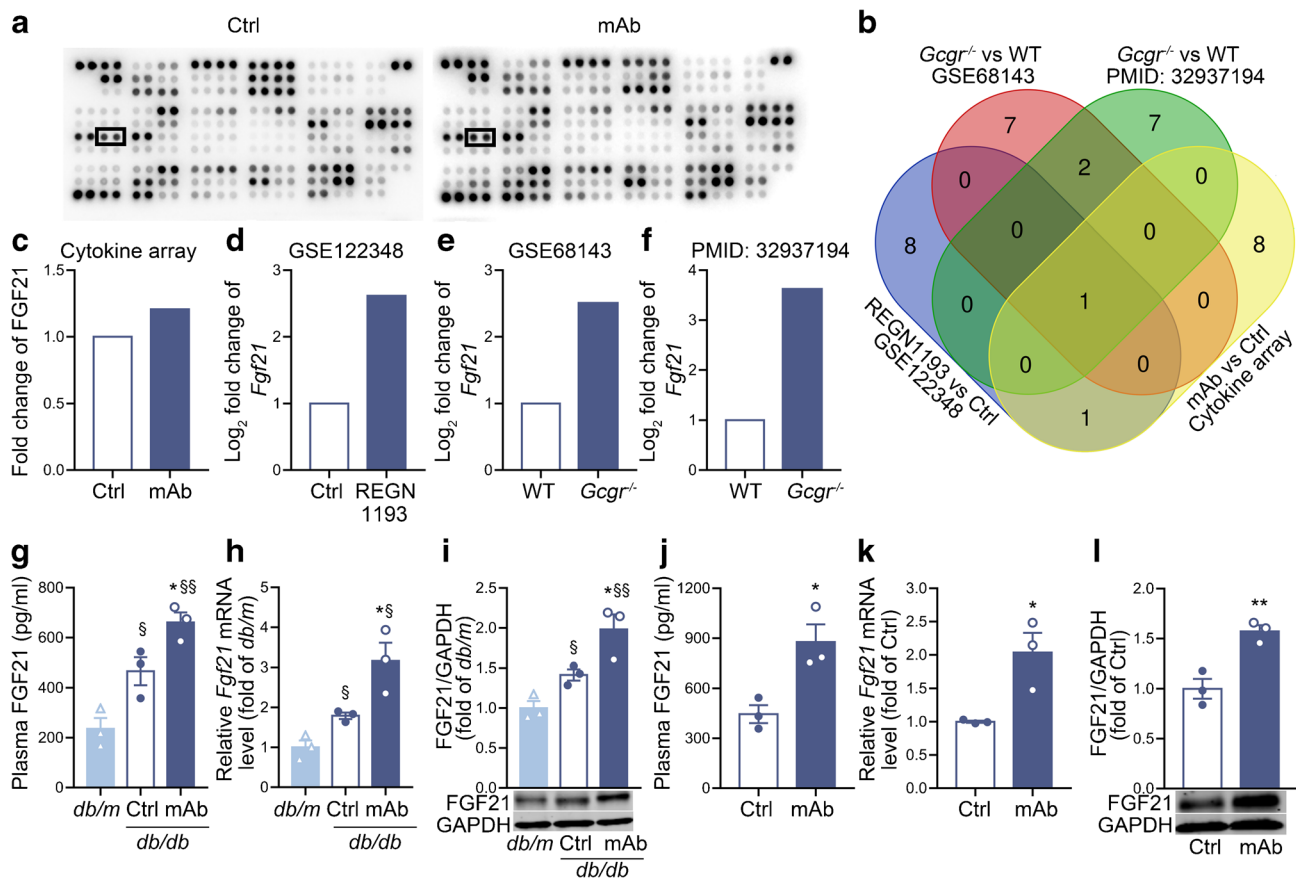 a
Ctrl
mAb
b
Gcgr-/- vs WT
GSE68143
Gcgr-/- vs WT
PMID: 32937194
7
7
0
2
0
8
0
0
8
0
1
0
0
0
1
REGN1193 vs Ctrl
GSE122348
mAb vs Ctrl
Cytokine array
c
Cytokine array
Fold change of FGF21
1.5
1.0
0.5
0.0
Ctrl
mAb
d
GSE122348
Log2 fold change of
Fgf21
3
2
1
0
Ctrl
REGN
1193
e
GSE68143
Log2 fold change of
Fgf21
3
2
1
0
WT
Gcgr-/-
f
PMID: 32937194
Log2 fold change of
Fgf21
4
3
2
1
0
WT
Gcgr-/-
g
Plasma FGF21 (pg/ml)
800
600
400
200
0
§
*§§
db/m
Ctrl
mAb
db/db
h
Relative Fgf21 mRNA
level (fold of db/m)
5
4
3
2
1
0
§
*§
db/m
Ctrl
mAb
db/db
i
FGF21/GAPDH
(fold of db/m)
2.5
2.0
1.5
1.0
0.5
0.0
§
*§§
FGF21
GAPDH
db/m
Ctrl
mAb
db/db
j
Plasma FGF21 (pg/ml)
1200
900
600
300
0
*
Ctrl
mAb
k
Relative Fgf21 mRNA
level (fold of Ctrl)
3.0
2.5
2.0
1.5
1.0
0.5
0.0
*
Ctrl
mAb
l
FGF21/GAPDH
(fold of Ctrl)
2.0
1.5
1.0
0.5
0.0
**
FGF21
GAPDH
Ctrl
mAb